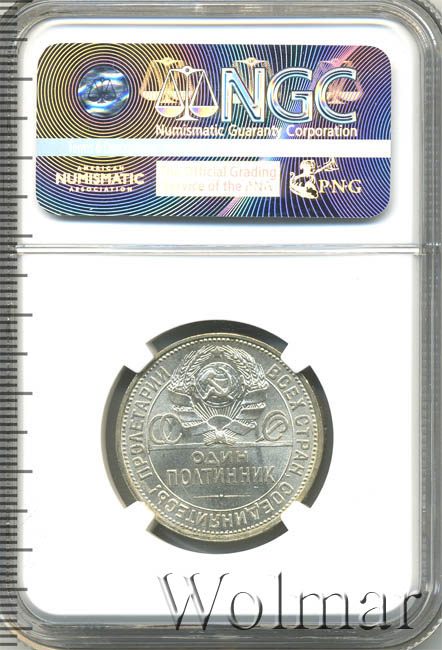 NGC
Numismatic Guaranty Corporation
AMERICAN
NUMISMATIC
ASSOCIATION
Official Grading
Service of the ANA
PNG
ПРОЛЕТАРИИ ВСЕХ СТРАН, СОЕДИНЯЙТЕСЬ!
ОДИН
ПОЛТИННИК
Wolmar